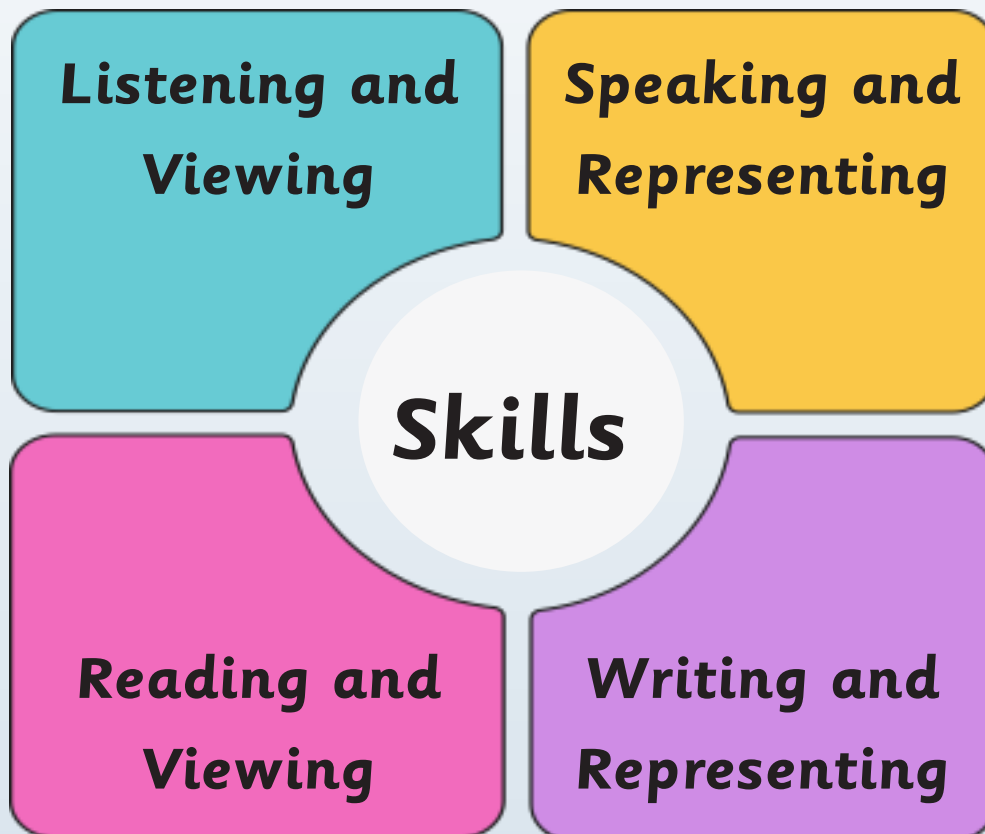 Listening and
Viewing
Speaking and
Representing
Skills
Reading and
Viewing
Writing and
Representing